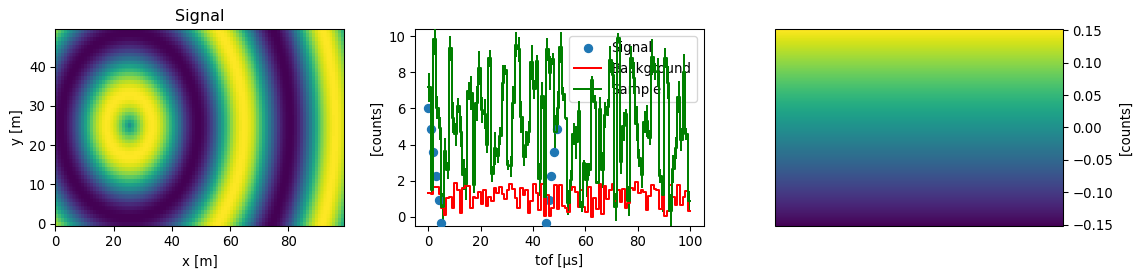 Signal
y [m]
40
30
20
10
0
0 20 40 60 80
x [m]
[counts]
10
8
6
4
2
0
Signal
Background
Sample
0 20 40 60 80 100
tof [µs]
0.15
0.10
0.05
0.00
−0.05
−0.10
−0.15
[counts]